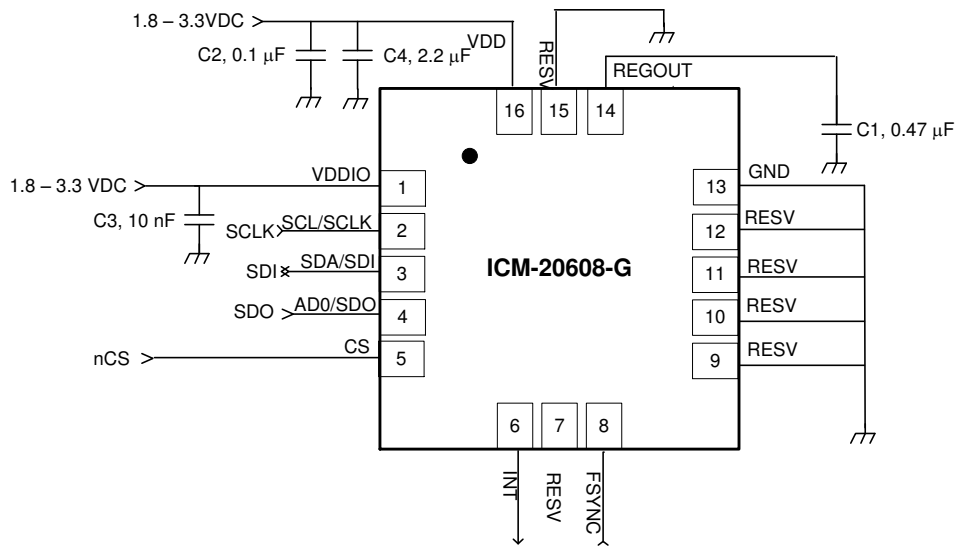 1.8 – 3.3VDC
C2, 0.1 μF
C4, 2.2 μF
VDD
RESV
REGOUT
C1, 0.47 μF
16
15
14
1.8 – 3.3 VDC
VDDIO
C3, 10 nF
SCLK
SCL/SCLK
SDI
SDA/SDI
SDO
AD0/SDO
nCS
CS
1
2
3
4
5
ICM-20608-G
13
12
11
10
9
GND
RESV
RESV
RESV
RESV
6
7
8
INT
RESV
FSYNC